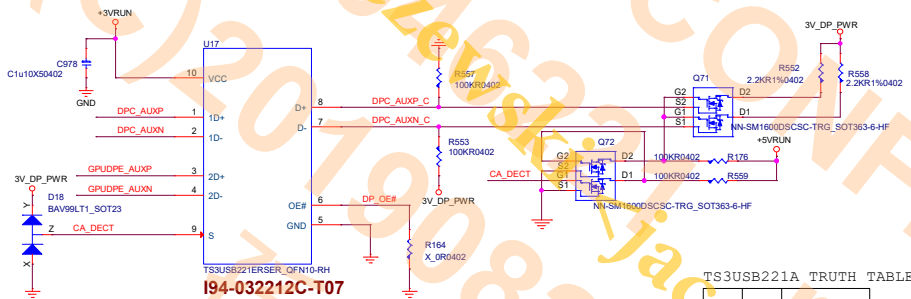 +3VRUN
C978
C1u10X50402
GND
U17
10 VCC
DPC_AUXP 1 1D+
DPC_AUXN 2 1D-
GPUDPE_AUXP 3 2D+
GPUDPE_AUXN 4 2D-
CA_DECT 9 S
D+ 8 DPC_AUXP_C
D- 7 DPC_AUXN_C
OE# 6 DP_OE#
GND 5
TS3USB221ERSER_QFN10-RH
I94-032212C-T07
3V_DP_PWR
D18
BAV99LT1_SOT23
Y
Z
X
R164
X_0R0402
R557
100KR0402
R553
100KR0402
3V_DP_PWR
3V_DP_PWR
R552
2.2KR1%0402
R558
2.2KR1%0402
Q71
G2 D2
S2
G1 D1
S1
NN-SM1600DSCSC-TRG_SOT363-6-HF
+5VRUN
Q72
G2 D2
S2
CA_DECT G1 D1
S1
100KR0402 R176
100KR0402 R559
NN-SM1600DSCSC-TRG_SOT363-6-HF
TS3USB221A TRUTH TABLE